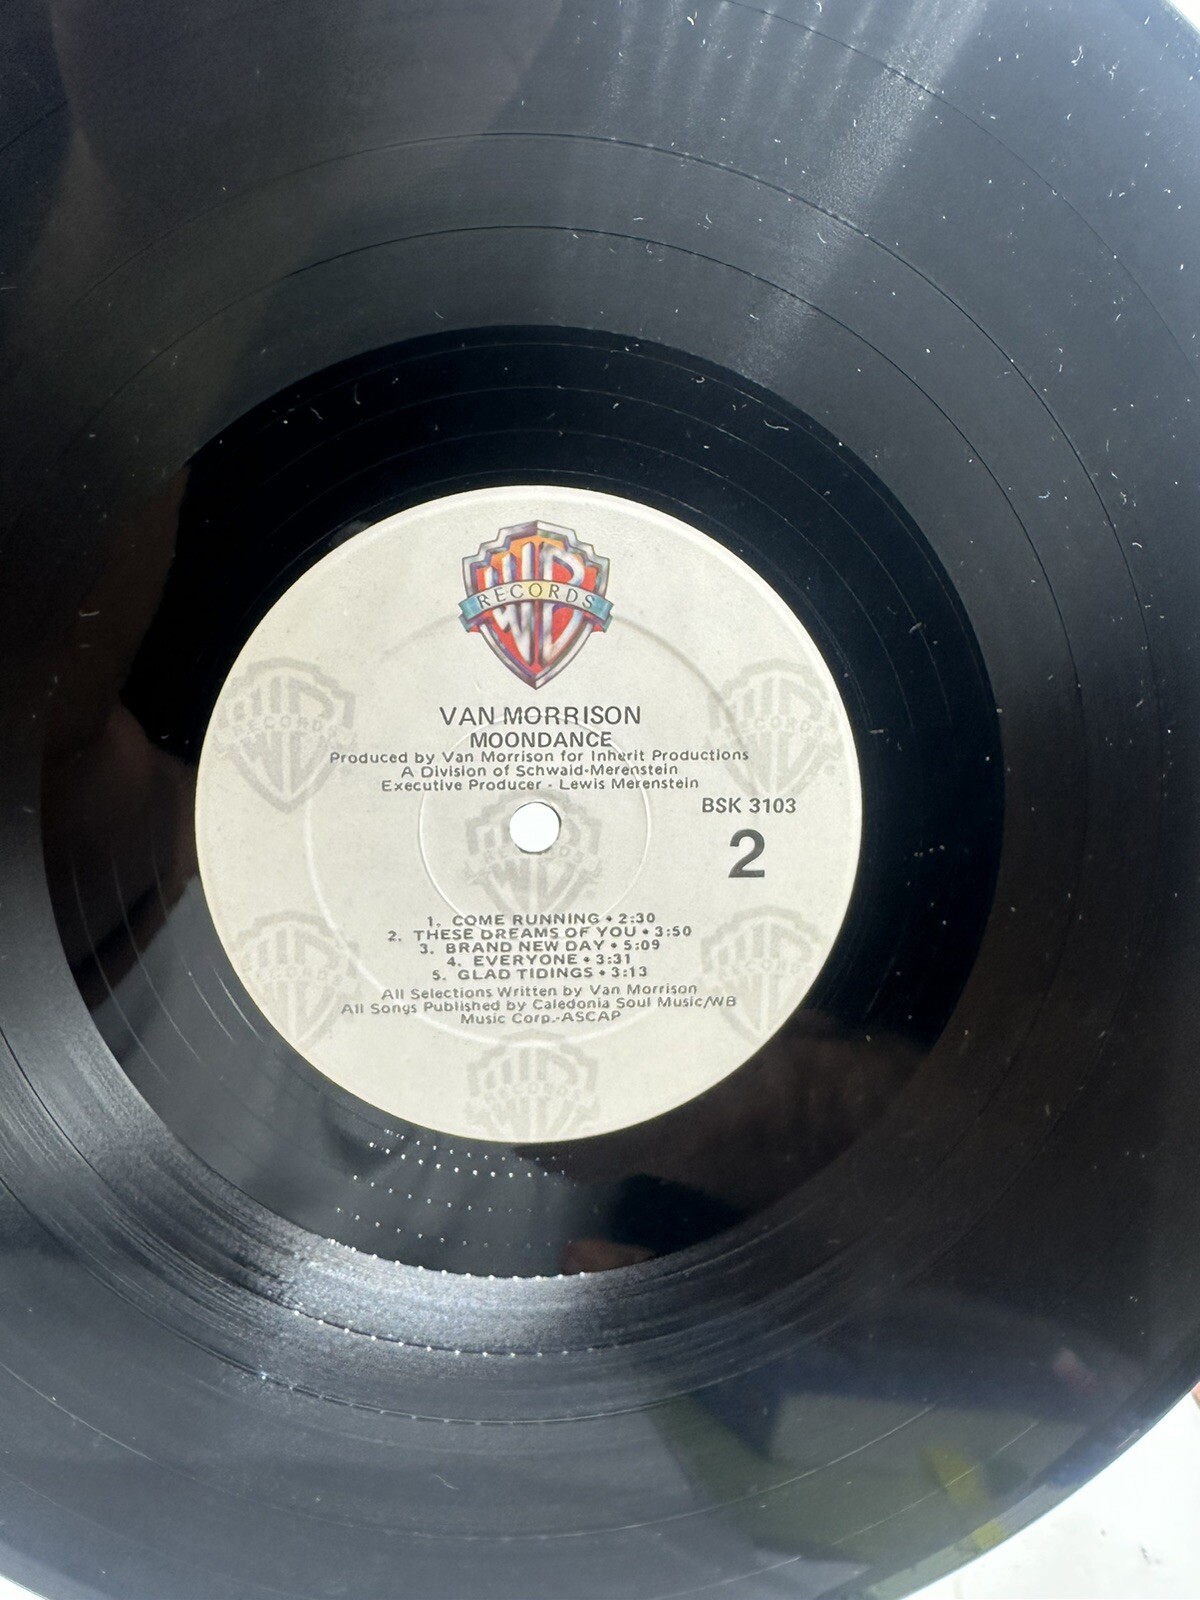 WB
RECORDS
VAN MORRISON
MOONDANCE
Produced by Van Morrison for Inherit Productions
A Division of Schwaid-Merenstein
Executive Producer - Lewis Merenstein
BSK 3103
2
1. COME RUNNING • 2:30
2. THESE DREAMS OF YOU • 3:50
3. BRAND NEW DAY • 5:09
4. EVERYONE • 3:31
5. GLAD TIDINGS • 3:13
All Selections Written by Van Morrison
All Songs Published by Caledonia Soul Music/WB
Music Corp.-ASCAP